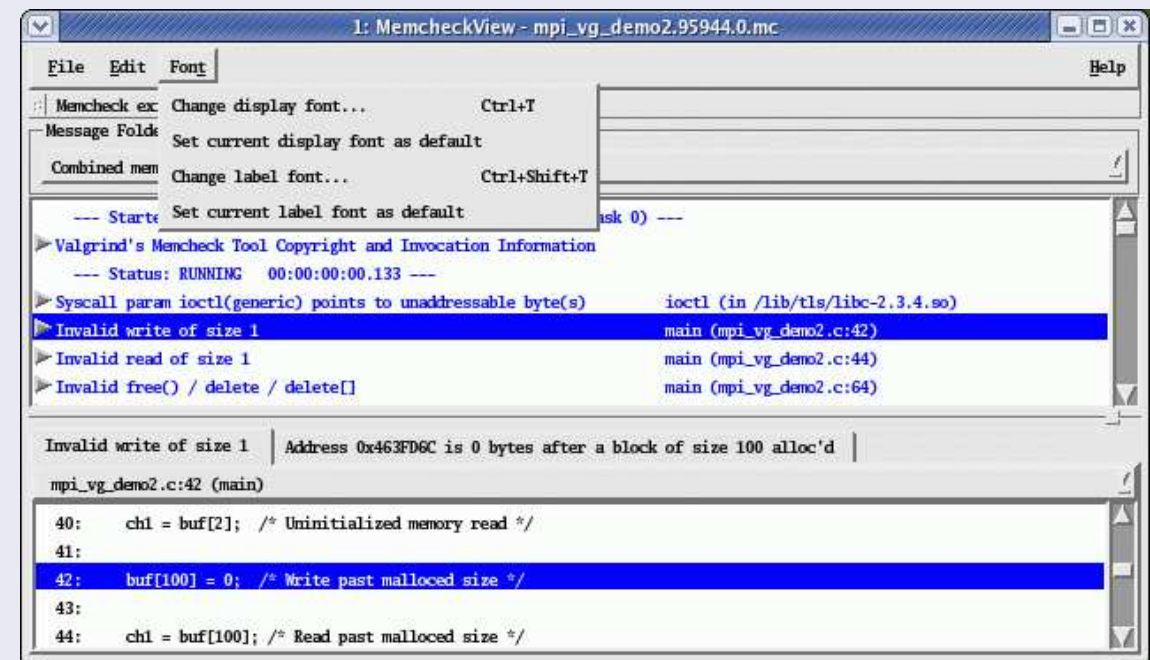 1: MemcheckView - mpi_vg_demo2.95944.0.mc
File Edit Font Help
Memcheck
Change display font... Ctrl+T
Message
Set current display font as default
Combined
Change label font... Ctrl+Shift+T
Set current label font as default
--- 0) ---
Valgrind's Memcheck Tool Copyright and Invocation Information
--- Status: RUNNING 00:00:00:00.133 ---
Syscall param ioctl(generic) points to unaddressable byte(s) ioctl (in /lib/tls/libc-2.3.4.so)
Invalid write of size 1 main (mpi_vg_demo2.c:42)
Invalid read of size 1 main (mpi_vg_demo2.c:44)
Invalid free() / delete / delete[] main (mpi_vg_demo2.c:64)
Invalid write of size 1 Address 0x463FD6C is 0 bytes after a block of size 100 alloc'd
mpi_vg_demo2.c:42 (main)
40: ch1 = buf[2]; /* Uninitialized memory read */
41:
42: buf[100] = 0; /* Write past malloced size */
43:
44: ch1 = buf[100]; /* Read past malloced size */